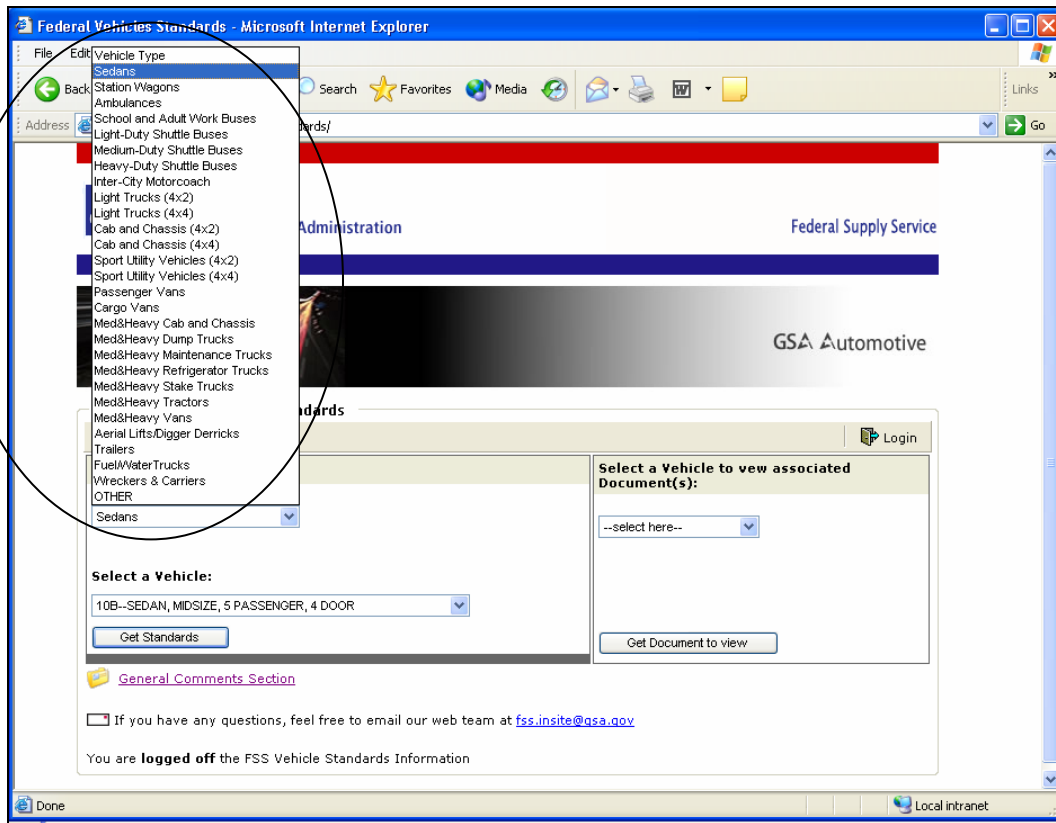 Federal Vehicles Standards - Microsoft Internet Explorer
File Edit
Back Search Favorites Media Links
Address dards/ Go
Vehicle Type
Sedans
Station Wagons
Ambulances
School and Adult Work Buses
Light-Duty Shuttle Buses
Medium-Duty Shuttle Buses
Heavy-Duty Shuttle Buses
Inter-City Motorcoach
Light Trucks (4x2)
Light Trucks (4x4)
Cab and Chassis (4x2)
Cab and Chassis (4x4)
Sport Utility Vehicles (4x2)
Sport Utility Vehicles (4x4)
Passenger Vans
Cargo Vans
Med&Heavy Cab and Chassis
Med&Heavy Dump Trucks
Med&Heavy Maintenance Trucks
Med&Heavy Refrigerator Trucks
Med&Heavy Stake Trucks
Med&Heavy Tractors
Med&Heavy Vans
Aerial Lifts/Digger Derricks
Trailers
Fuel/WaterTrucks
Wreckers & Carriers
OTHER
Sedans
Administration
Federal Supply Service
GSA Automotive
dards
Login
Select a Vehicle to vew associated
Document(s):
--select here--
Get Document to view
Select a Vehicle:
10B--SEDAN, MIDSIZE, 5 PASSENGER, 4 DOOR
Get Standards
General Comments Section
If you have any questions, feel free to email our web team at fss.insite@gsa.gov
You are logged off the FSS Vehicle Standards Information
Done
Local intranet